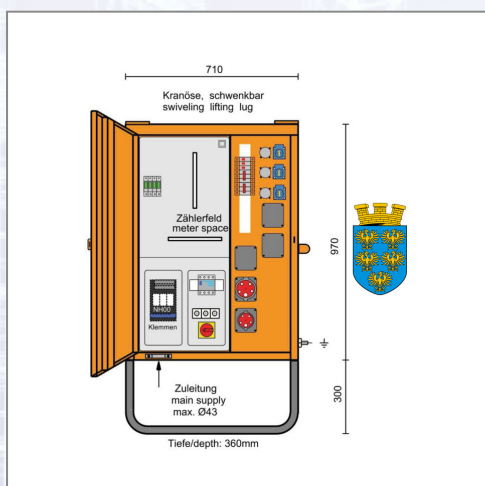 710
Kranöse, schwenkbar
swiveling lifting lug
Zählerfeld
meter space
970
NH00
Klemmen
Zuleitung
main supply
max. Ø43
300
Tiefe/depth: 360mm